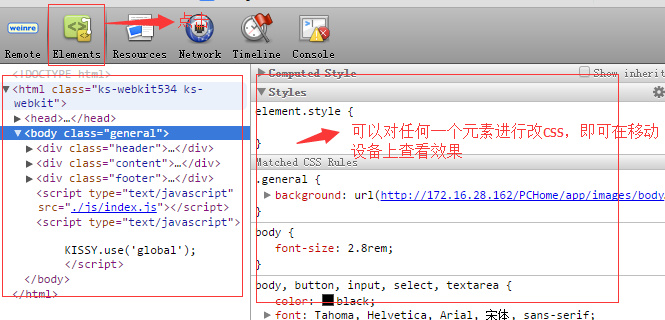 weinre
点击
Remote
Elements
Resources
Network
Timeline
Console
<!DOCTYPE html>
▼<html class="ks-webkit534 ks-
webkit">
▶<head>…</head>
▼<body class="general">
▶<div class="header">…</div>
▶<div class="content">…</div>
▶<div class="footer">…</div>
<script type="text/javascript"
src="./js/index.js"></script>
<script type="text/javascript">
KISSY.use('global');
</script>
</body>
</html>
▶ Computed Style
Show inherit
▼ Styles
element.style {
}
可以对任何一个元素进行改css，即可在移动
设备上查看效果
Matched CSS Rules
.general {
▶ background: url(http://172.16.28.162/PCHome/app/images/body
}
body {
font-size: 2.8rem;
}
body, button, input, select, textarea {
color: black;
▶ font: Tahoma, Helvetica, Arial, 宋体, sans-serif;